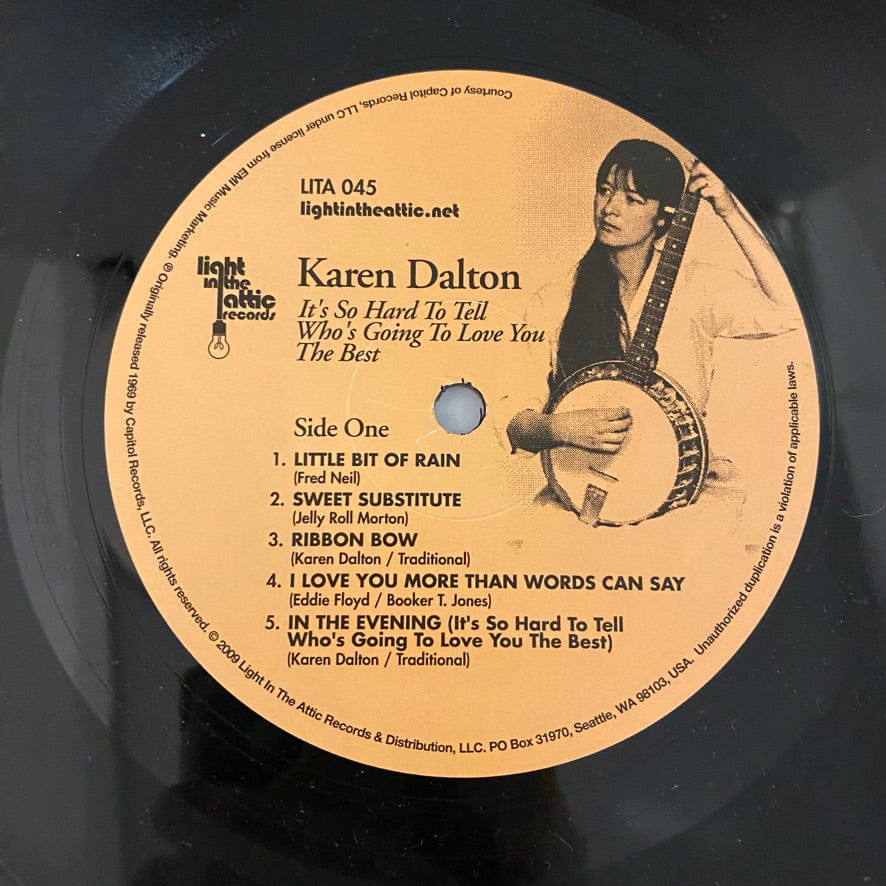 LITA 045
lightintheattic.net
light
in the
attic
records
Karen Dalton
It's So Hard To Tell
Who's Going To Love You
The Best
Side One
1. LITTLE BIT OF RAIN
(Fred Neil)
2. SWEET SUBSTITUTE
(Jelly Roll Morton)
3. RIBBON BOW
(Karen Dalton / Traditional)
4. I LOVE YOU MORE THAN WORDS CAN SAY
(Eddie Floyd / Booker T. Jones)
5. IN THE EVENING (It's So Hard To Tell
Who's Going To Love You The Best)
(Karen Dalton / Traditional)
Courtesy of Capitol Records, LLC under license from EMI Music Marketing. ℗ Originally released 1969 by Capitol Records, LLC. All rights reserved. © 2009 Light In The Attic Records & Distribution, LLC. PO Box 31970, Seattle, WA 98103, USA. Unauthorized duplication is a violation of applicable laws.